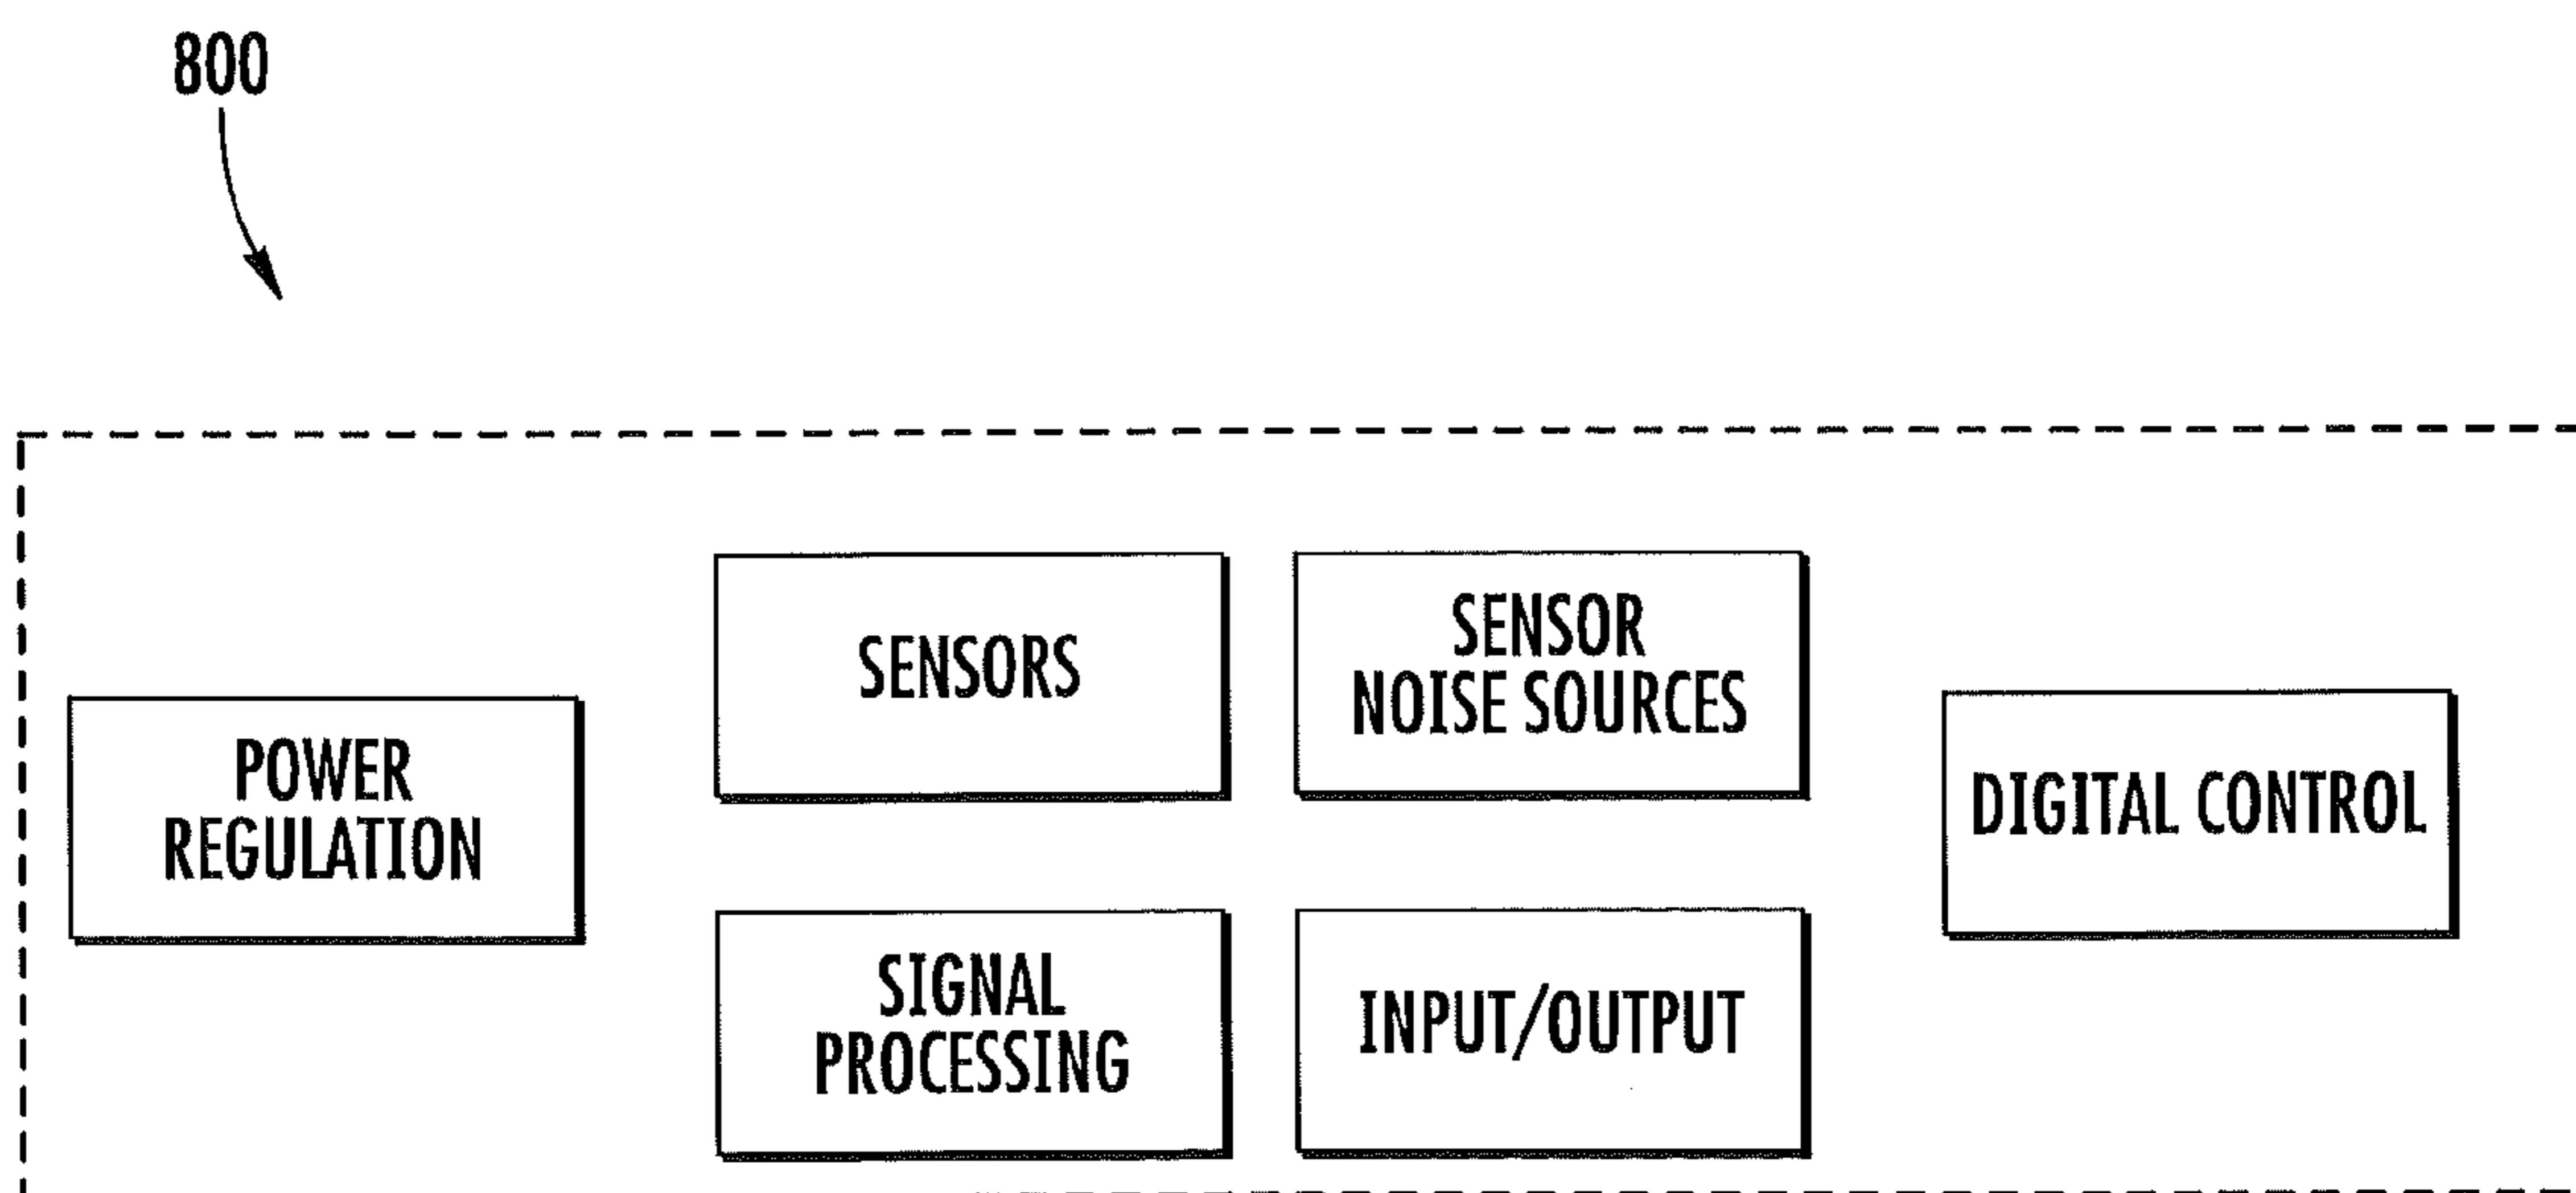 800
SENSORS
SENSOR
NOISE SOURCES
POWER
REGULATION
DIGITAL CONTROL
SIGNAL
PROCESSING
INPUT/OUTPUT